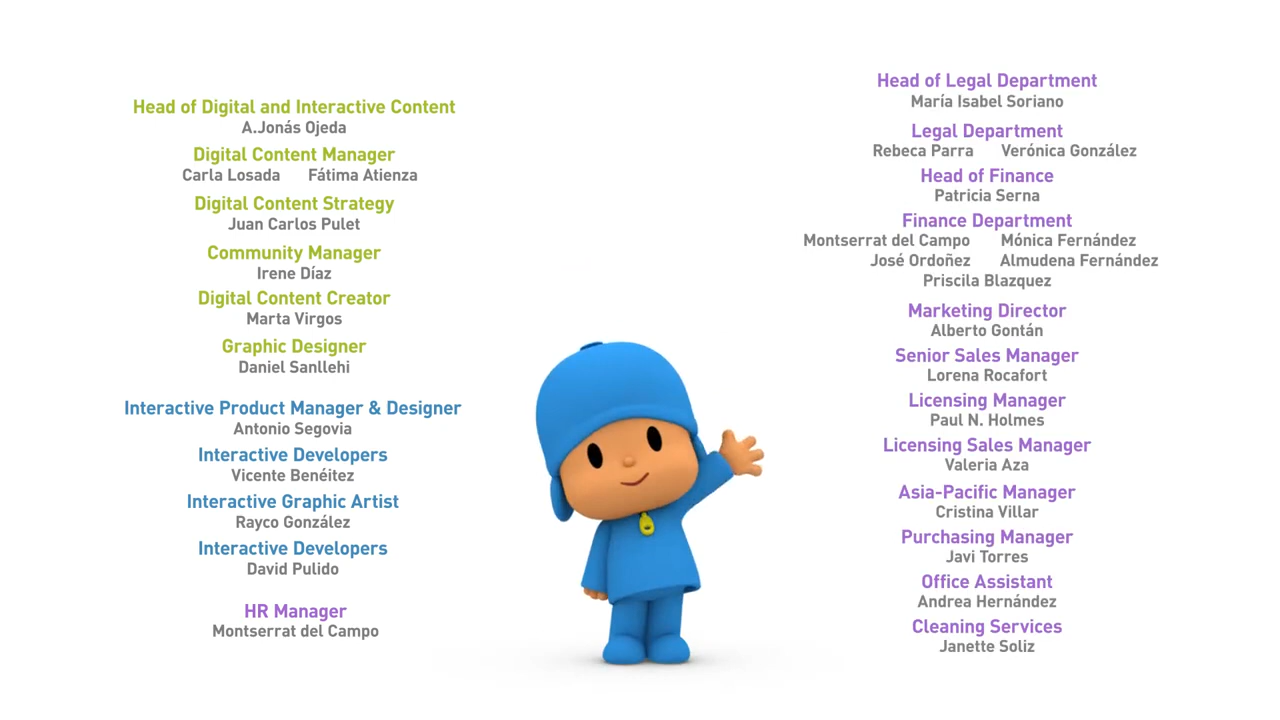 Head of Digital and Interactive Content
A.Jonás Ojeda
Digital Content Manager
Carla Losada Fátima Atienza
Digital Content Strategy
Juan Carlos Pulet
Community Manager
Irene Díaz
Digital Content Creator
Marta Virgos
Graphic Designer
Daniel Sanllehi
Interactive Product Manager & Designer
Antonio Segovia
Interactive Developers
Vicente Benéitez
Interactive Graphic Artist
Rayco González
Interactive Developers
David Pulido
HR Manager
Montserrat del Campo
Head of Legal Department
María Isabel Soriano
Legal Department
Rebeca Parra Verónica González
Head of Finance
Patricia Serna
Finance Department
Montserrat del Campo Mónica Fernández
José Ordoñez Almudena Fernández
Priscila Blazquez
Marketing Director
Alberto Gontán
Senior Sales Manager
Lorena Rocafort
Licensing Manager
Paul N. Holmes
Licensing Sales Manager
Valeria Aza
Asia-Pacific Manager
Cristina Villar
Purchasing Manager
Javi Torres
Office Assistant
Andrea Hernández
Cleaning Services
Janette Soliz